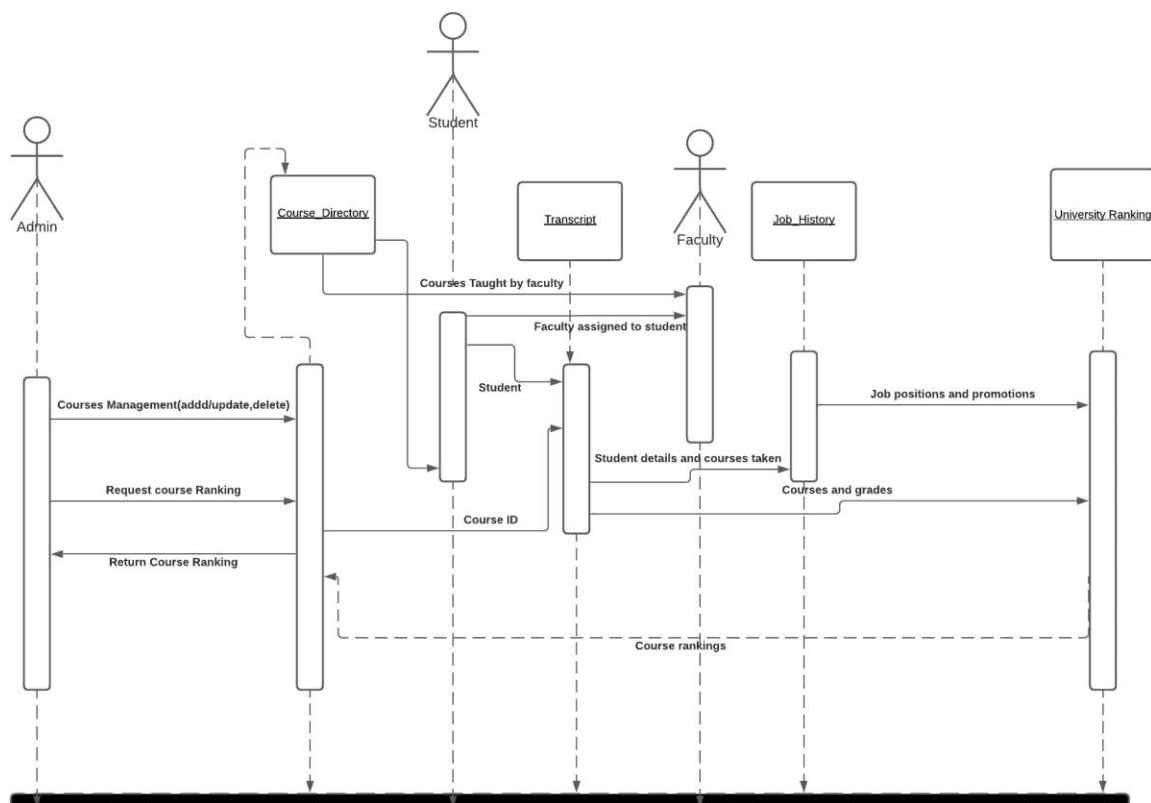 Student
Admin
Course_Directory
Transcript
Faculty
Job_History
University Ranking
Courses Taught by faculty
Faculty assigned to student
Student
Job positions and promotions
Courses Management(addd/update,delete)
Student details and courses taken
Request course Ranking
Courses and grades
Course ID
Return Course Ranking
Course rankings